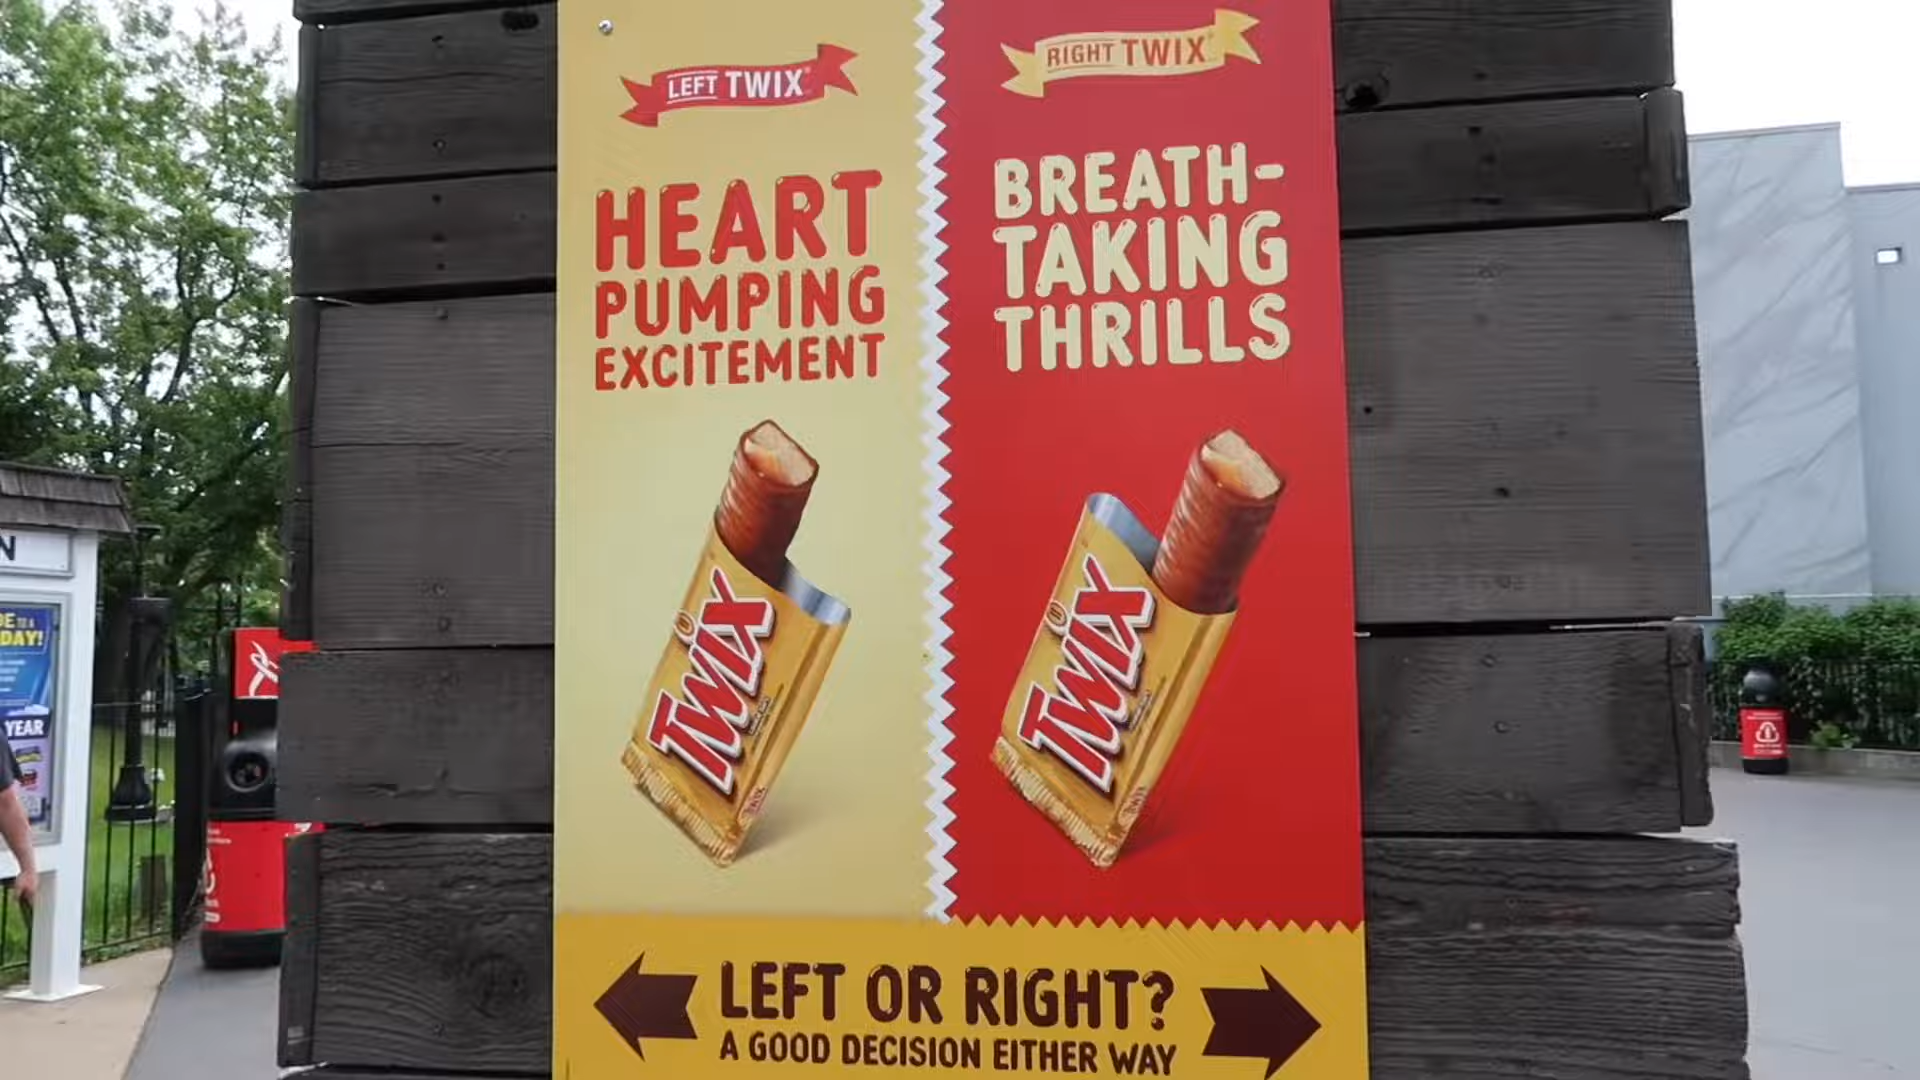 LEFT TWIX
HEART
PUMPING
EXCITEMENT
TWIX
RIGHT TWIX
BREATH-
TAKING
THRILLS
TWIX
LEFT OR RIGHT?
A GOOD DECISION EITHER WAY
N
DAY!
YEAR